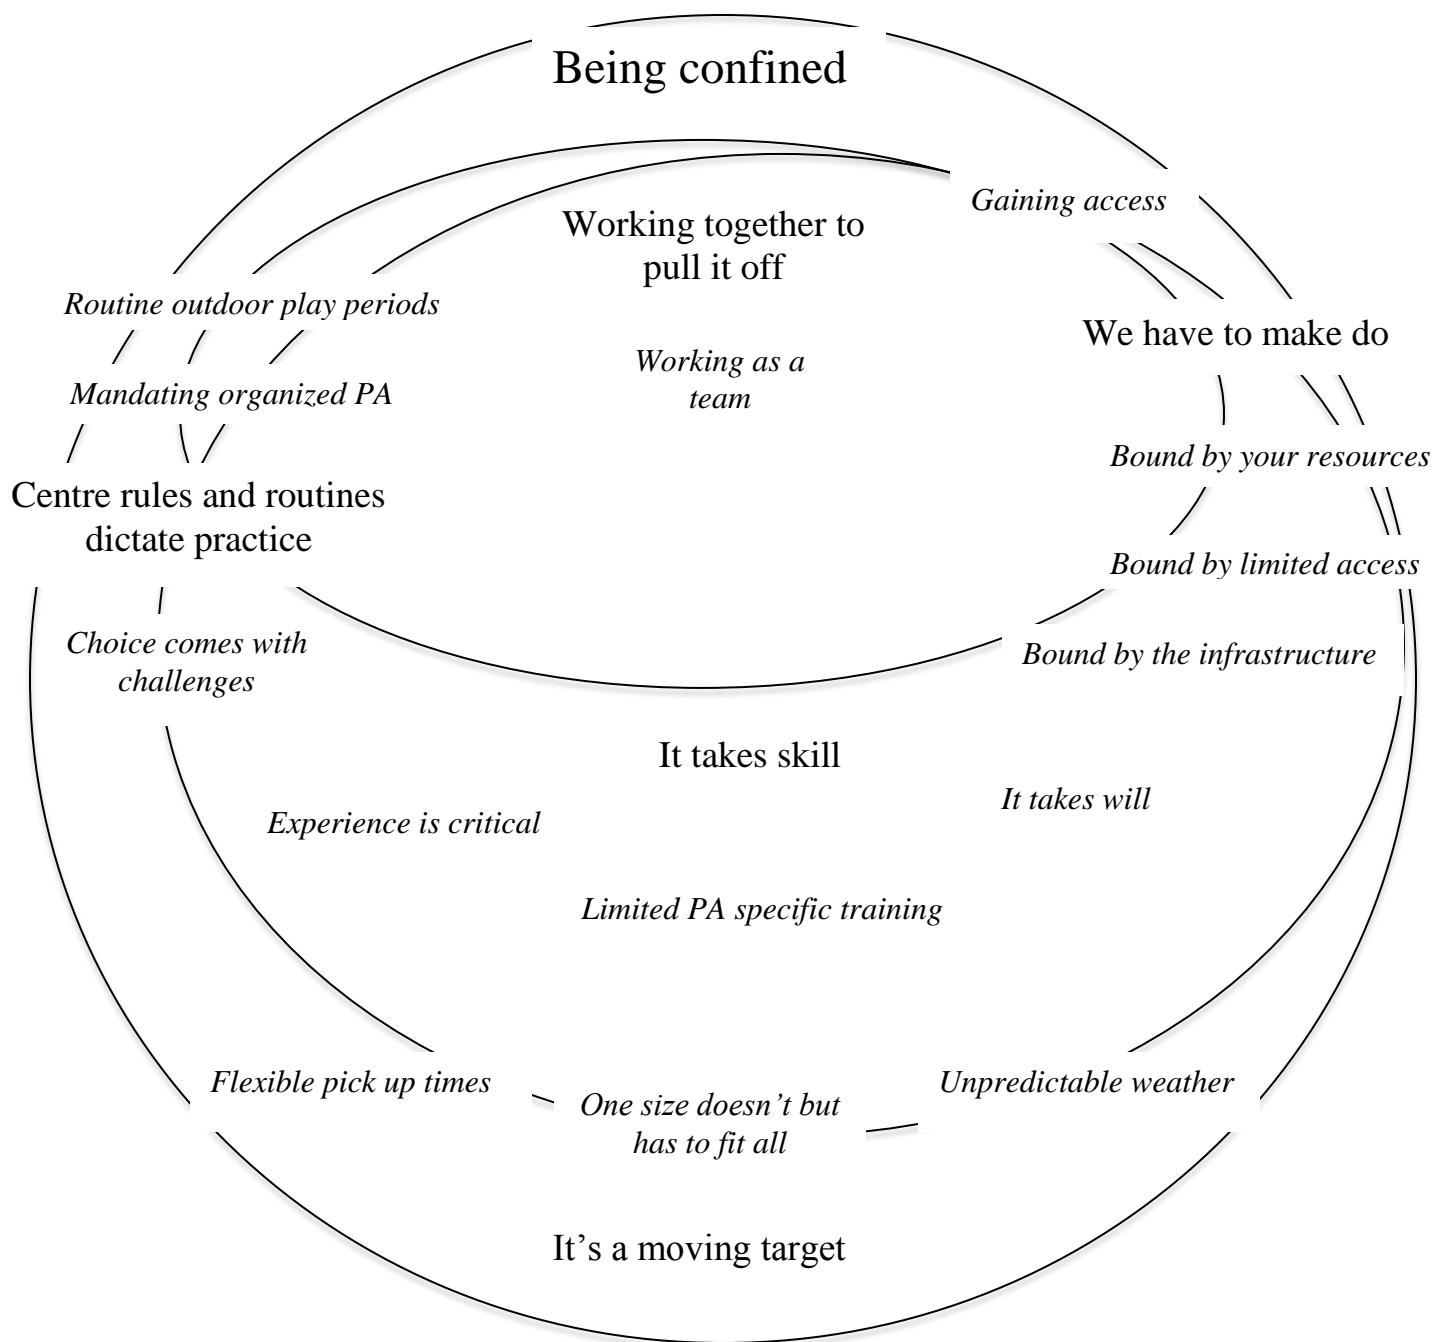 Being confined
Gaining access
Working together to
pull it off
Routine outdoor play periods
We have to make do
Working as a
team
Mandating organized PA
Bound by your resources
Centre rules and routines
dictate practice
Bound by limited access
Choice comes with
challenges
Bound by the infrastructure
It takes skill
It takes will
Experience is critical
Limited PA specific training
Flexible pick up times
Unpredictable weather
One size doesn’t but
has to fit all
It’s a moving target